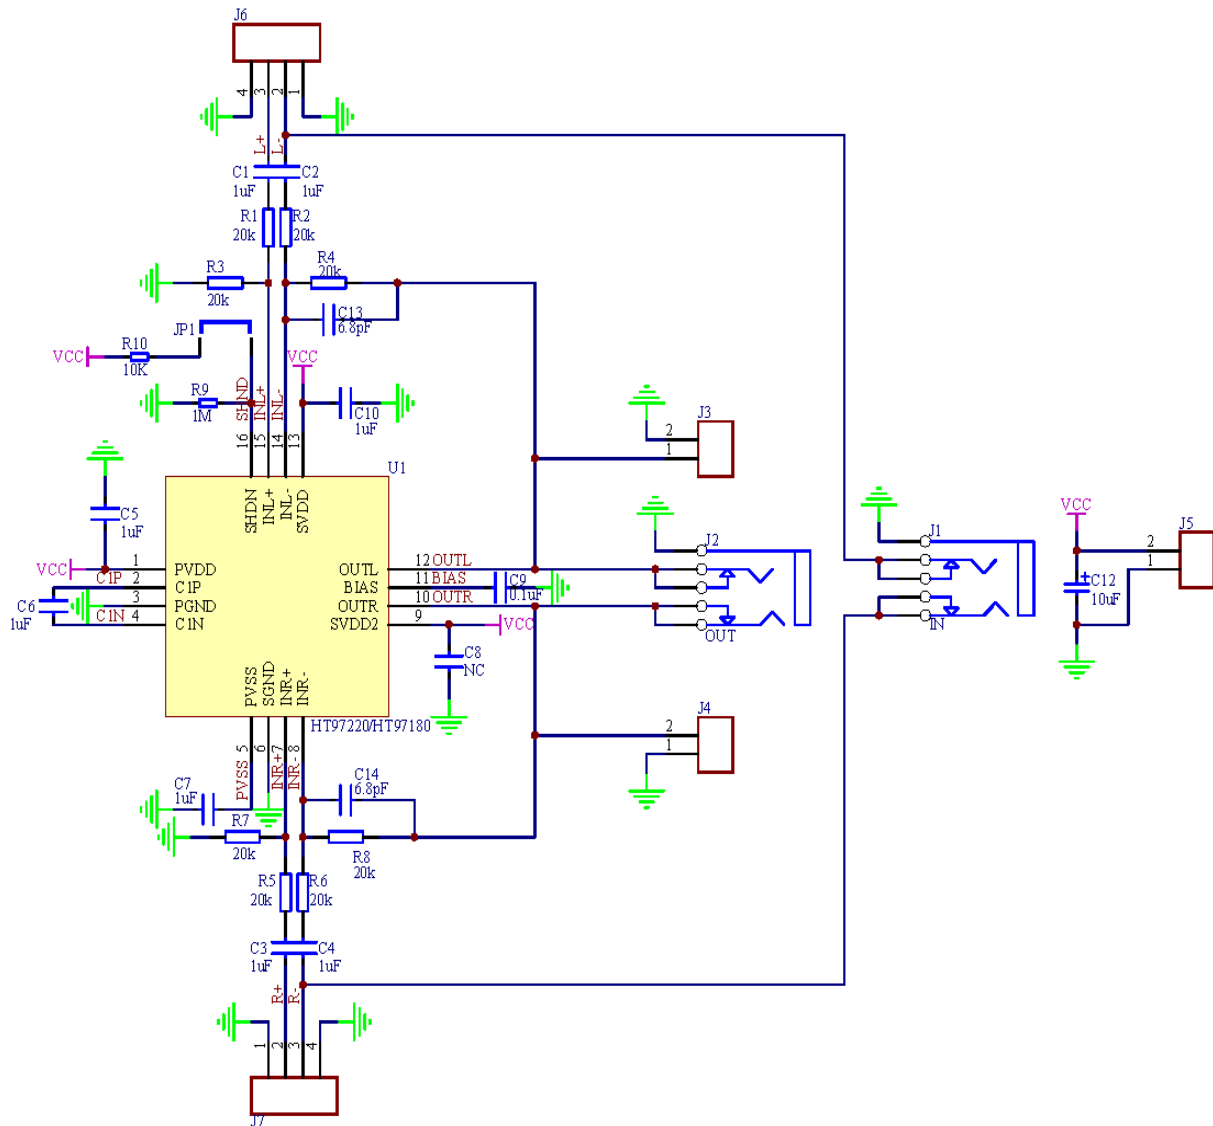 J6
4 3 2 1
L+ L-
C1 C2
1uF 1uF
R1 R2
20k 20k
R3 R4
20k 20k
C13
6.8pF
JP1
R10
VCC
10K
VCC
R9
1M
SHND INL+ INL-
C10
1uF
16 15 14 13
J3
2
1
U1
SHDN INL+ INL- SVDD
C5
1uF
J2
J1
VCC
J5
2
1
C12
10uF
VCC
1 PVDD
C1P 2 C1P
3 PGND
C1N 4 C1N
C6
1uF
OUTL 12 OUTL
BIAS 11 BIAS
OUTR 10 OUTR
SVDD2 9
C9
0.1uF
VCC
OUT
IN
C8
NC
PVSS SGND INR+ INR-
HT97220/HT97180
J4
2
1
5 6 7 8
PVSS INR+ INR-
C7
1uF
C14
6.8pF
R7
20k
R8
20k
R5 R6
20k 20k
C3 C4
1uF 1uF
R+ R-
1 2 3 4
J7